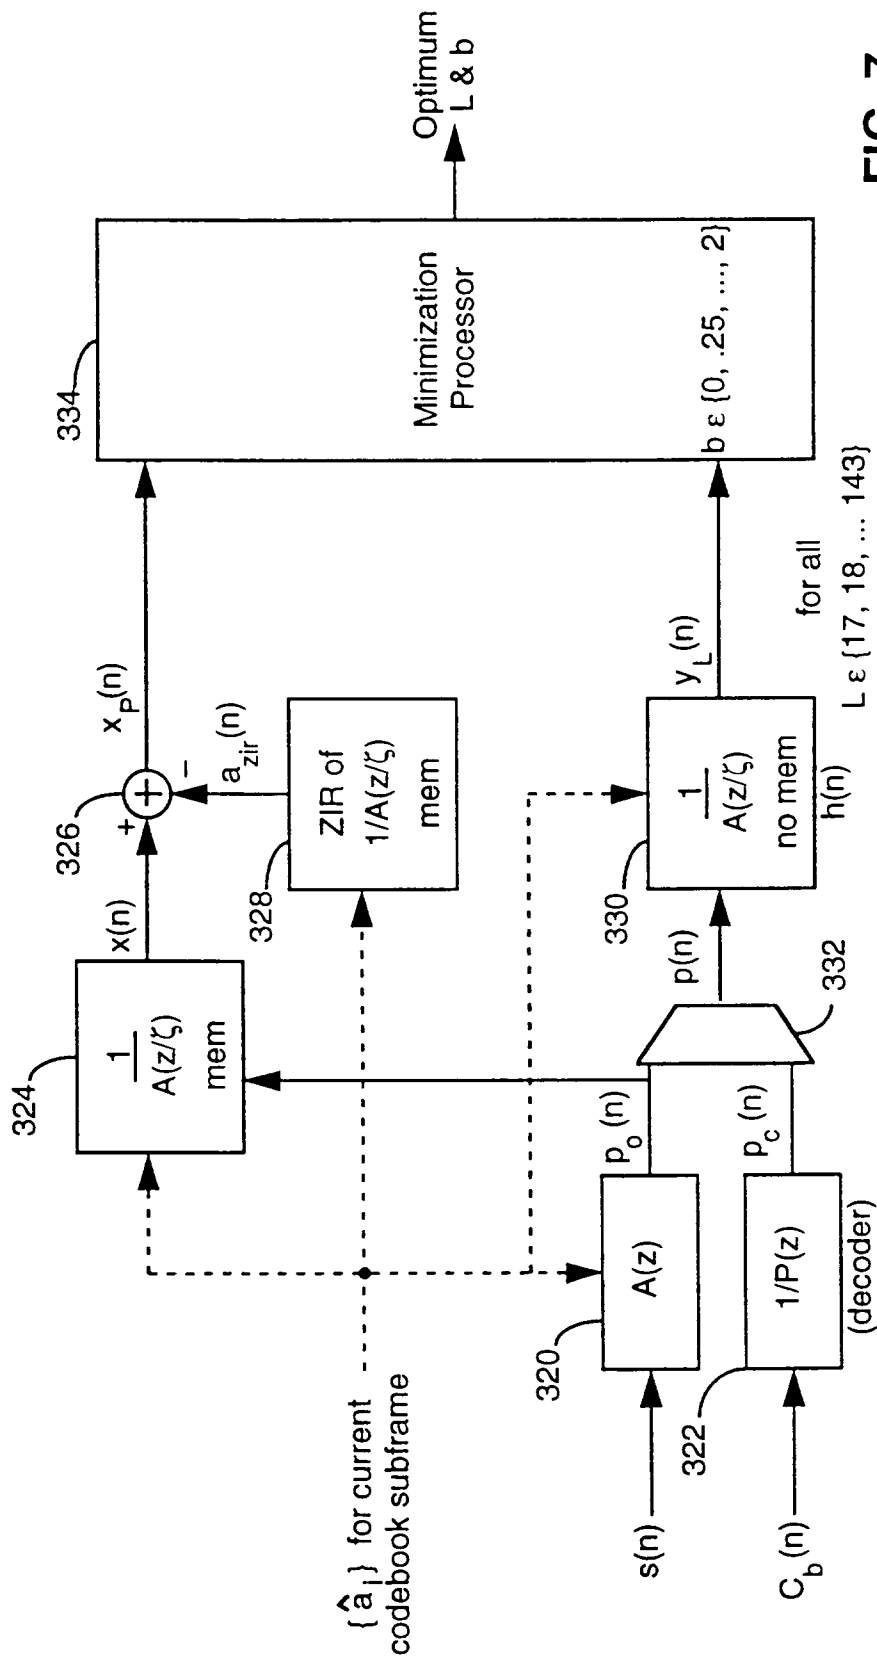 {â_i} for current
codebook subframe
324
1
A(z/ζ)
mem
x(n)
326
+
+
−
x_P(n)
a_zir(n)
328
ZIR of
1/A(z/ζ)
mem
334
Minimization
Processor
b ε {0, .25, ..., 2}
Optimum
L & b
s(n)
320
A(z)
p_o(n)
C_b(n)
322
1/P(z)
(decoder)
p_c(n)
332
p(n)
330
1
A(z/ζ)
no mem
h(n)
y_L(n)
for all
L ε {17, 18, ... 143}